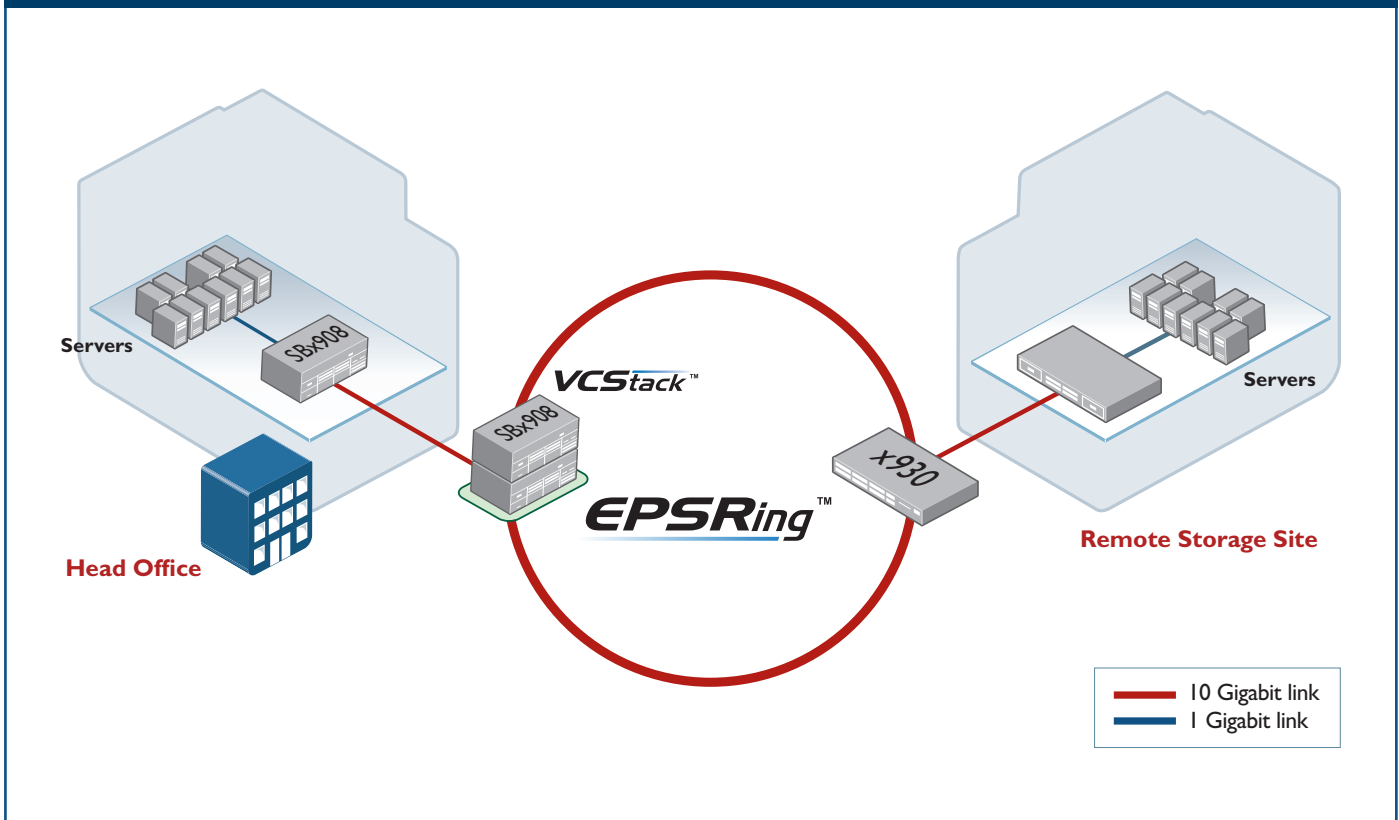 Servers
SBx908
Head Office
VCStack™
SBx908
EPSRing™
x930
Servers
Remote Storage Site
10 Gigabit link
1 Gigabit link